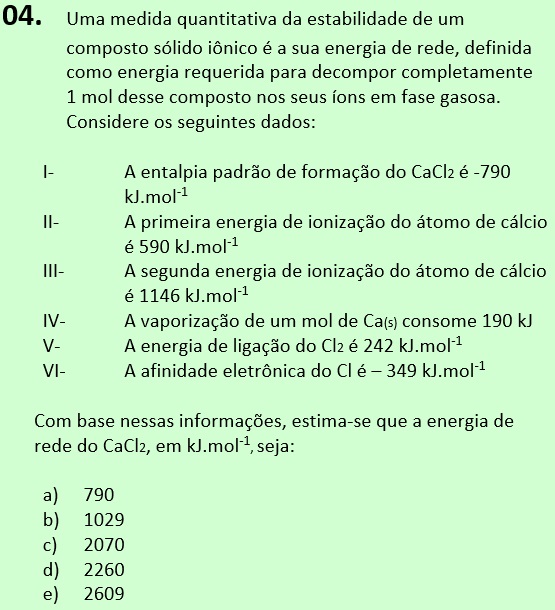 04. Uma medida quantitativa da estabilidade de um
composto sólido iônico é a sua energia de rede, definida
como energia requerida para decompor completamente
1 mol desse composto nos seus íons em fase gasosa.
Considere os seguintes dados:
I- A entalpia padrão de formação do CaCl₂ é -790
kJ.mol⁻¹
II- A primeira energia de ionização do átomo de cálcio
é 590 kJ.mol⁻¹
III- A segunda energia de ionização do átomo de cálcio
é 1146 kJ.mol⁻¹
IV- A vaporização de um mol de Ca₍s₎ consome 190 kJ
V- A energia de ligação do Cl₂ é 242 kJ.mol⁻¹
VI- A afinidade eletrônica do Cl é – 349 kJ.mol⁻¹
Com base nessas informações, estima-se que a energia de
rede do CaCl₂, em kJ.mol⁻¹, seja:
a) 790
b) 1029
c) 2070
d) 2260
e) 2609